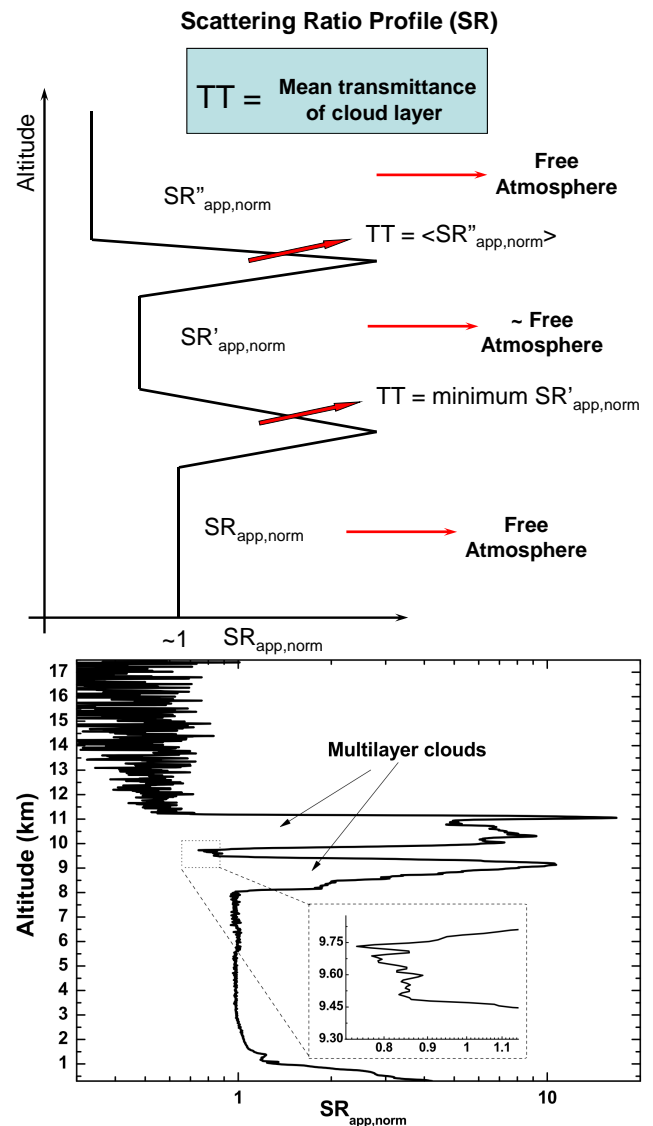 Scattering Ratio Profile (SR)
TT = Mean transmittance
of cloud layer
Altitude
Free
Atmosphere
SR"app,norm
TT = <SR"app,norm>
~ Free
Atmosphere
SR'app,norm
TT = minimum SR'app,norm
Free
Atmosphere
SRapp,norm
~1
SRapp,norm
17
16
15
14
13
12
11
10
9
8
7
6
5
4
3
2
1
Altitude (km)
Multilayer clouds
9.75
9.60
9.45
9.30
0.8 0.9 1 1.1
1 10
SRapp,norm